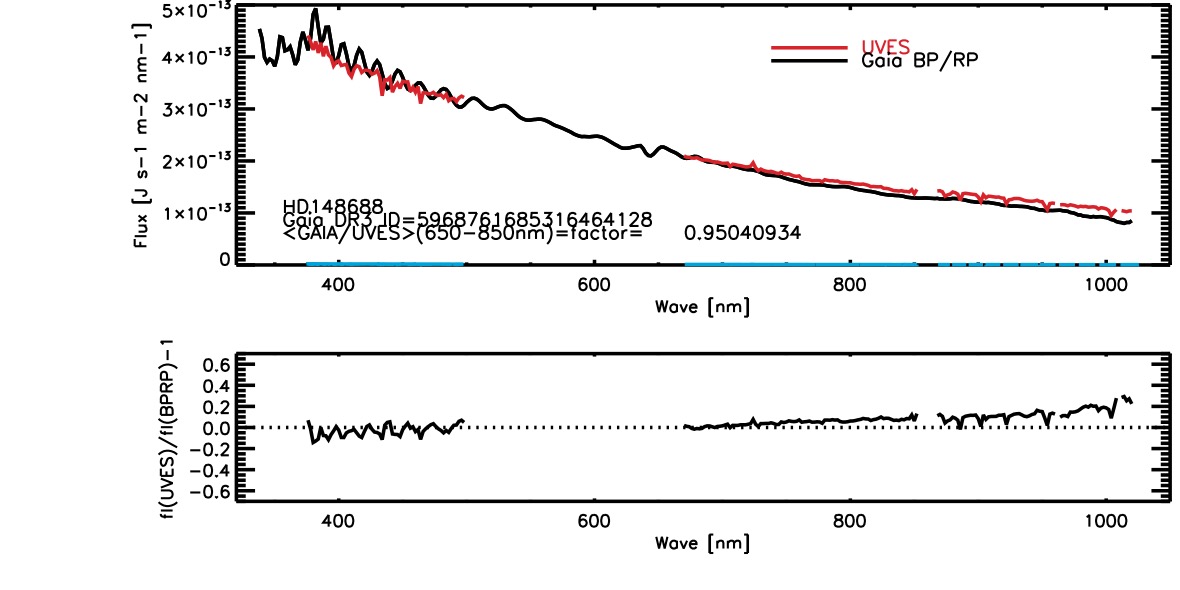 5×10−13
4×10−13
3×10−13
2×10−13
1×10−13
0
Flux [J s−1 m−2 nm−1]
UVES
Gaia BP/RP
HD148688
Gaia DR3 ID=5968761685316464128
<GAIA/UVES>(650−850nm)=factor= 0.95040934
400 600 800 1000
Wave [nm]
fl(UVES)/fl(BPRP)−1
0.6
0.4
0.2
0.0
−0.2
−0.4
−0.6
400 600 800 1000
Wave [nm]